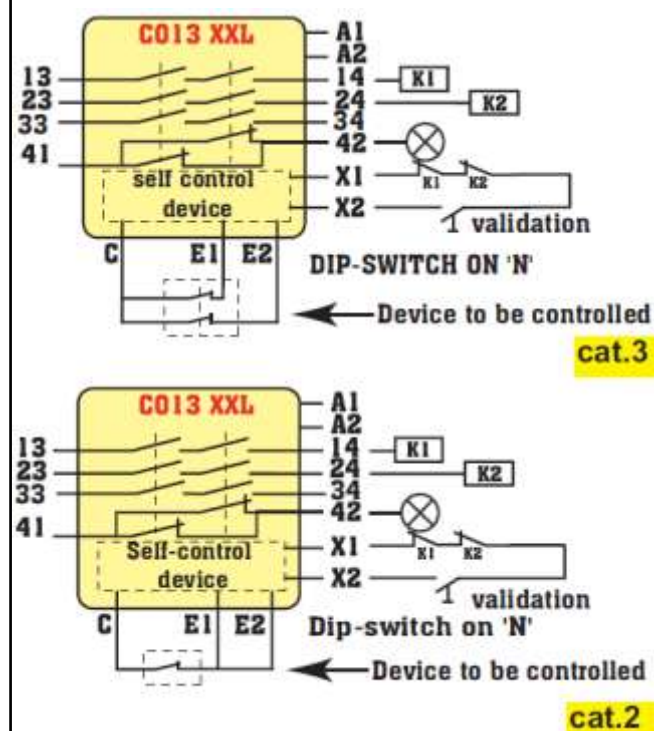 C013 XXL
A1
A2
13 14 K1
23 24 K2
33 34
41 42
self control
device
X1 K1 K2
X2
validation
C E1 E2
DIP-SWITCH ON 'N'
Device to be controlled
cat.3
C013 XXL
A1
A2
13 14 K1
23 24 K2
33 34
41 42
Self-control
device
X1 K1 K2
X2
validation
C E1 E2
Dip-switch on 'N'
Device to be controlled
cat.2